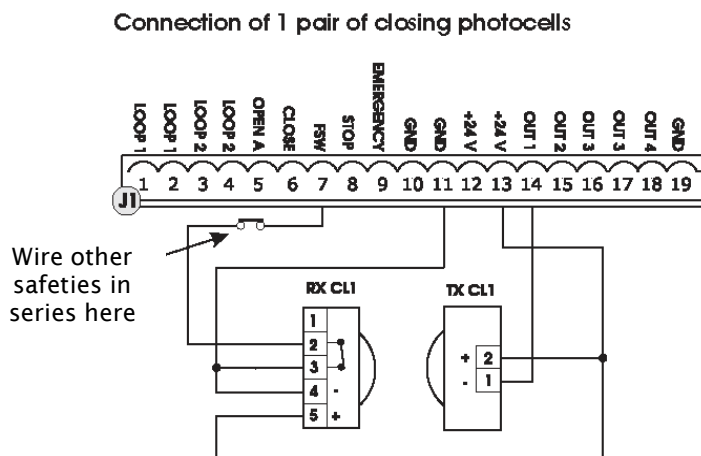 Connection of 1 pair of closing photocells
LOOP 1
LOOP 1
LOOP 2
LOOP 2
OPEN A
CLOSE
FSW
STOP
EMERGENCY
GND
GND
+24 V
+24 V
OUT 1
OUT 2
OUT 3
OUT 3
OUT 4
GND
1 2 3 4 5 6 7 8 9 10 11 12 13 14 15 16 17 18 19
J1
Wire other
safeties in
series here
RX CL1
1
2
3
4 -
5 +
TX CL1
+ 2
- 1